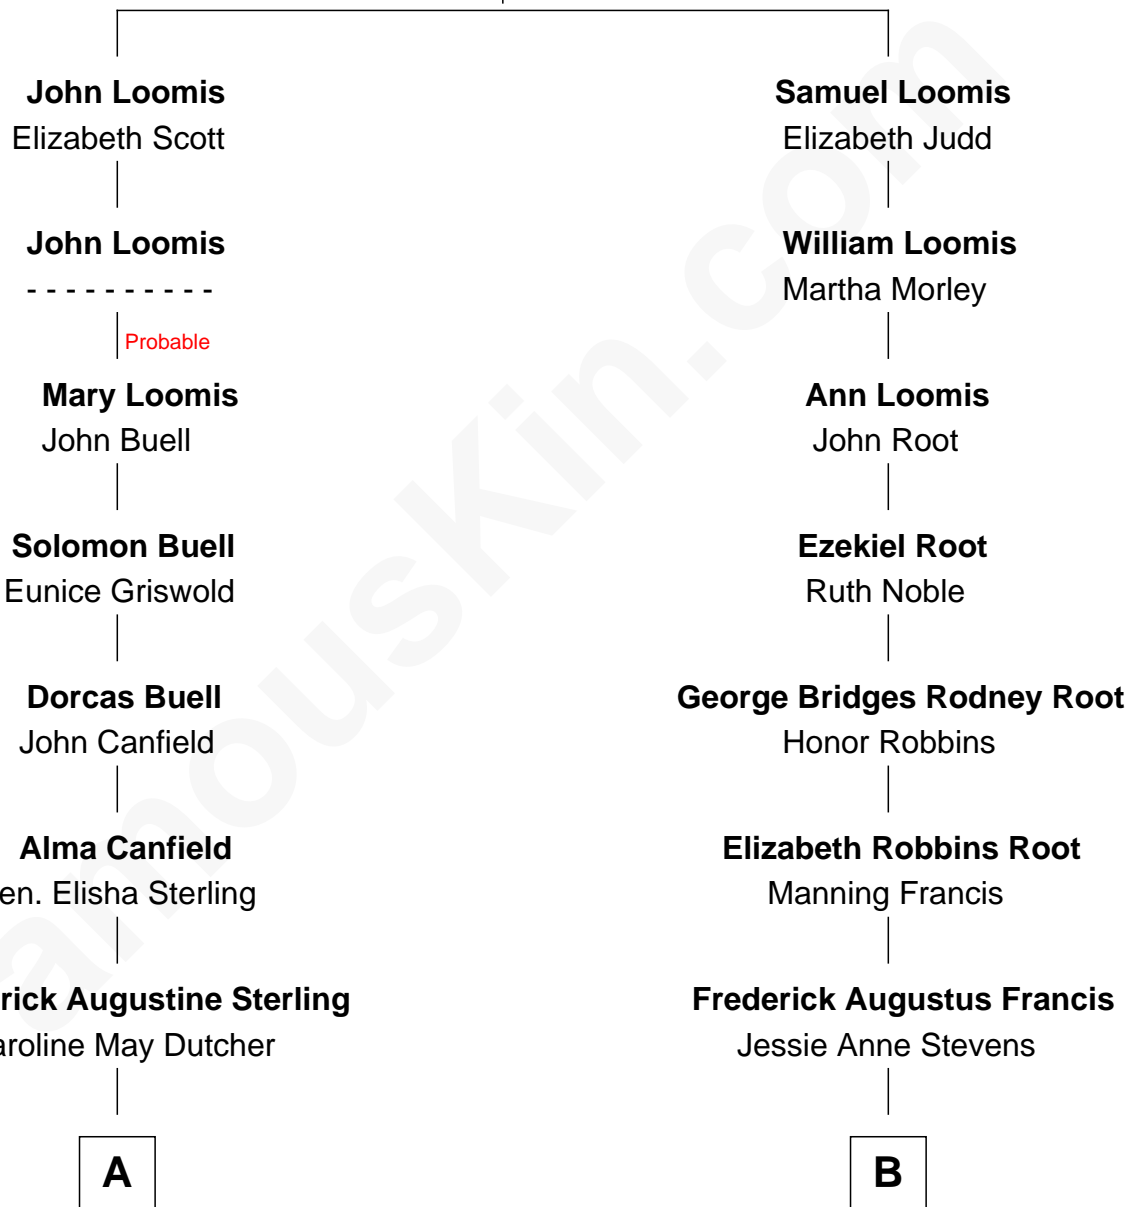 John Loomis
Elizabeth Scott
John Loomis
- - - - - - - - - -
Probable
Mary Loomis
John Buell
Solomon Buell
Eunice Griswold
Dorcas Buell
John Canfield
Alma Canfield
en. Elisha Sterling
rick Augustine Sterling
aroline May Dutcher
A
Samuel Loomis
Elizabeth Judd
William Loomis
Martha Morley
Ann Loomis
John Root
Ezekiel Root
Ruth Noble
George Bridges Rodney Root
Honor Robbins
Elizabeth Robbins Root
Manning Francis
Frederick Augustus Francis
Jessie Anne Stevens
B
amouskin.com